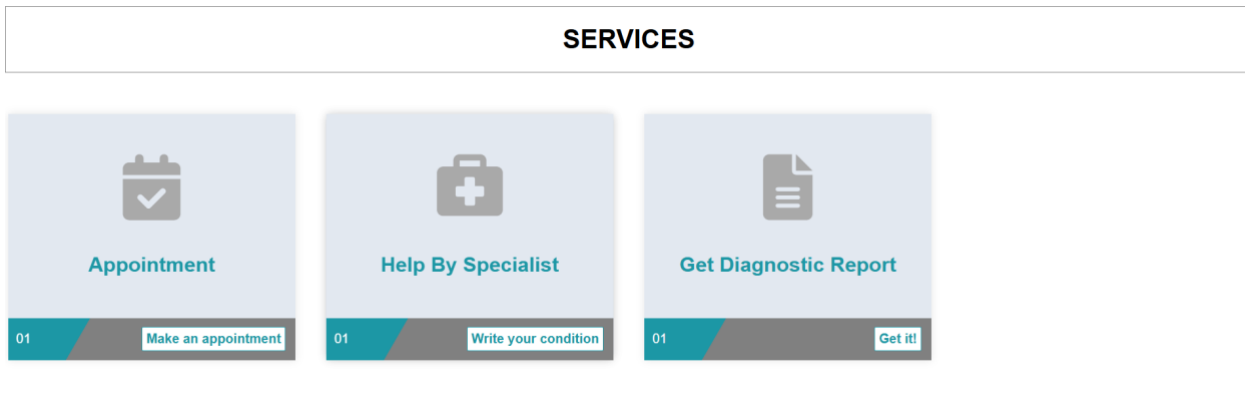 SERVICES
Appointment
01 Make an appointment
Help By Specialist
01 Write your condition
Get Diagnostic Report
01 Get it!